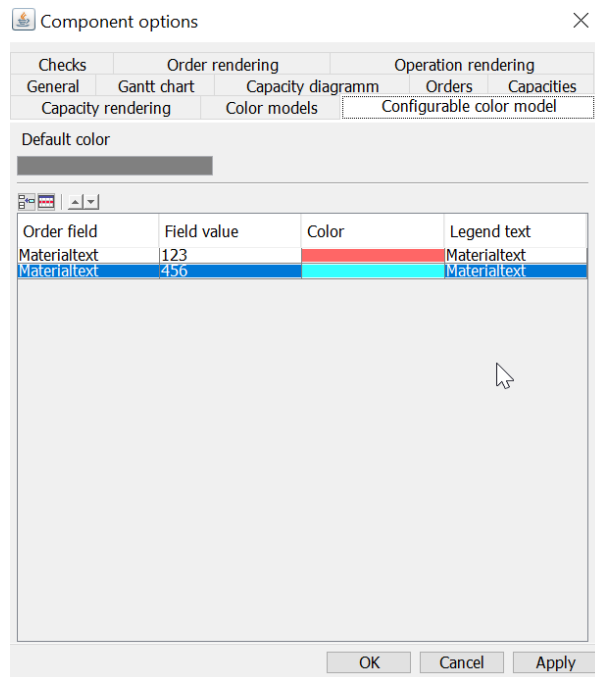 Component options
Checks Order rendering Operation rendering
General Gantt chart Capacity diagramm Orders Capacities
Capacity rendering Color models Configurable color model
Default color
Order field Field value Color Legend text
Materialtext 123 Materialtext
Materialtext 456 Materialtext
OK Cancel Apply